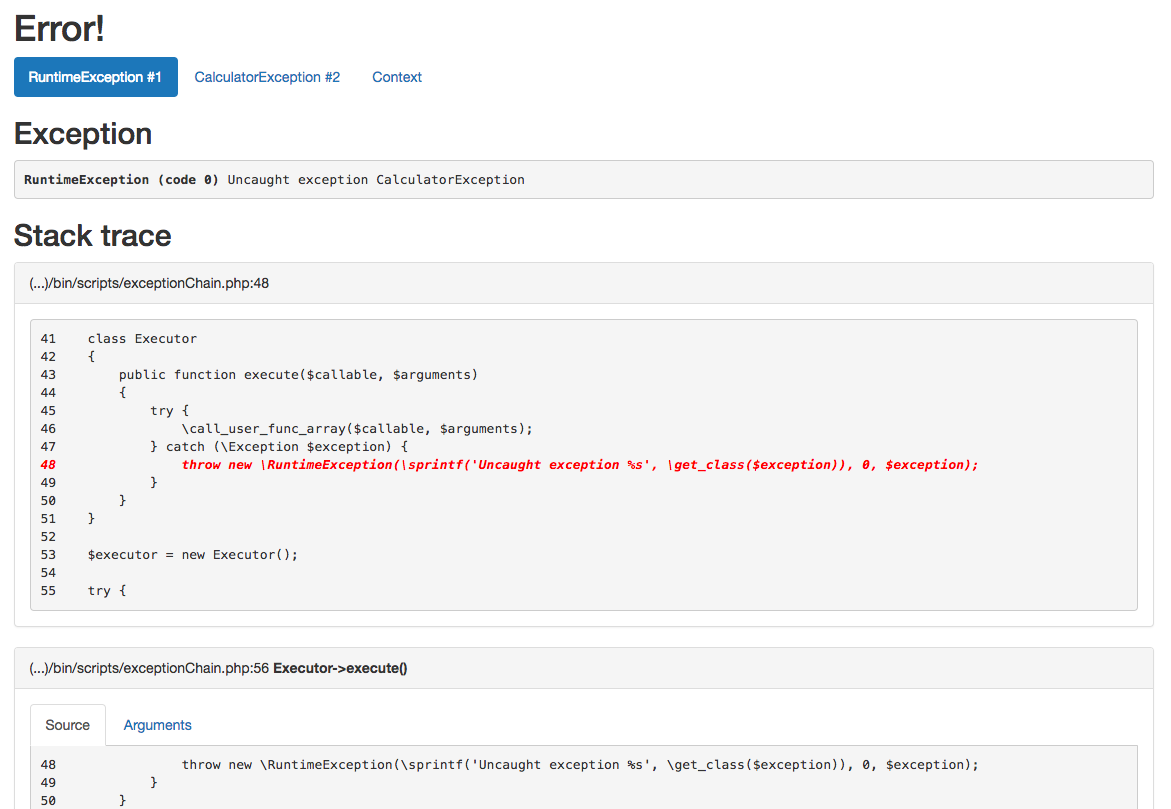 Error!
RuntimeException #1 CalculatorException #2 Context
Exception
RuntimeException (code 0) Uncaught exception CalculatorException
Stack trace
(...)/bin/scripts/exceptionChain.php:48
41 class Executor
42 {
43 public function execute($callable, $arguments)
44 {
45 try {
46 \call_user_func_array($callable, $arguments);
47 } catch (\Exception $exception) {
48 throw new \RuntimeException(\sprintf('Uncaught exception %s', \get_class($exception)), 0, $exception);
49 }
50 }
51 }
52
53 $executor = new Executor();
54
55 try {
(...)/bin/scripts/exceptionChain.php:56 Executor->execute()
Source Arguments
48 throw new \RuntimeException(\sprintf('Uncaught exception %s', \get_class($exception)), 0, $exception);
49 }
50 }